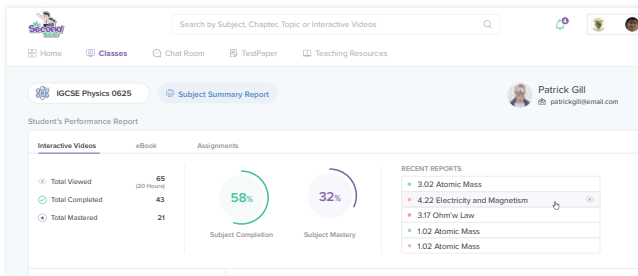 Second
Search by Subject, Chapter, Topic or Interactive Videos
4
Home
Classes
Chat Room
TestPaper
Teaching Resources
IGCSE Physics 0625
Subject Summary Report
Patrick Gill
patrickgill@email.com
Student's Performance Report
Interactive Videos
eBook
Assignments
Total Viewed
65
(20 Hours)
Total Completed
43
Total Mastered
21
58%
Subject Completion
32%
Subject Mastery
RECENT REPORTS
3.02 Atomic Mass
4.22 Electricity and Magnetism
3.17 Ohm'w Law
1.02 Atomic Mass
1.02 Atomic Mass